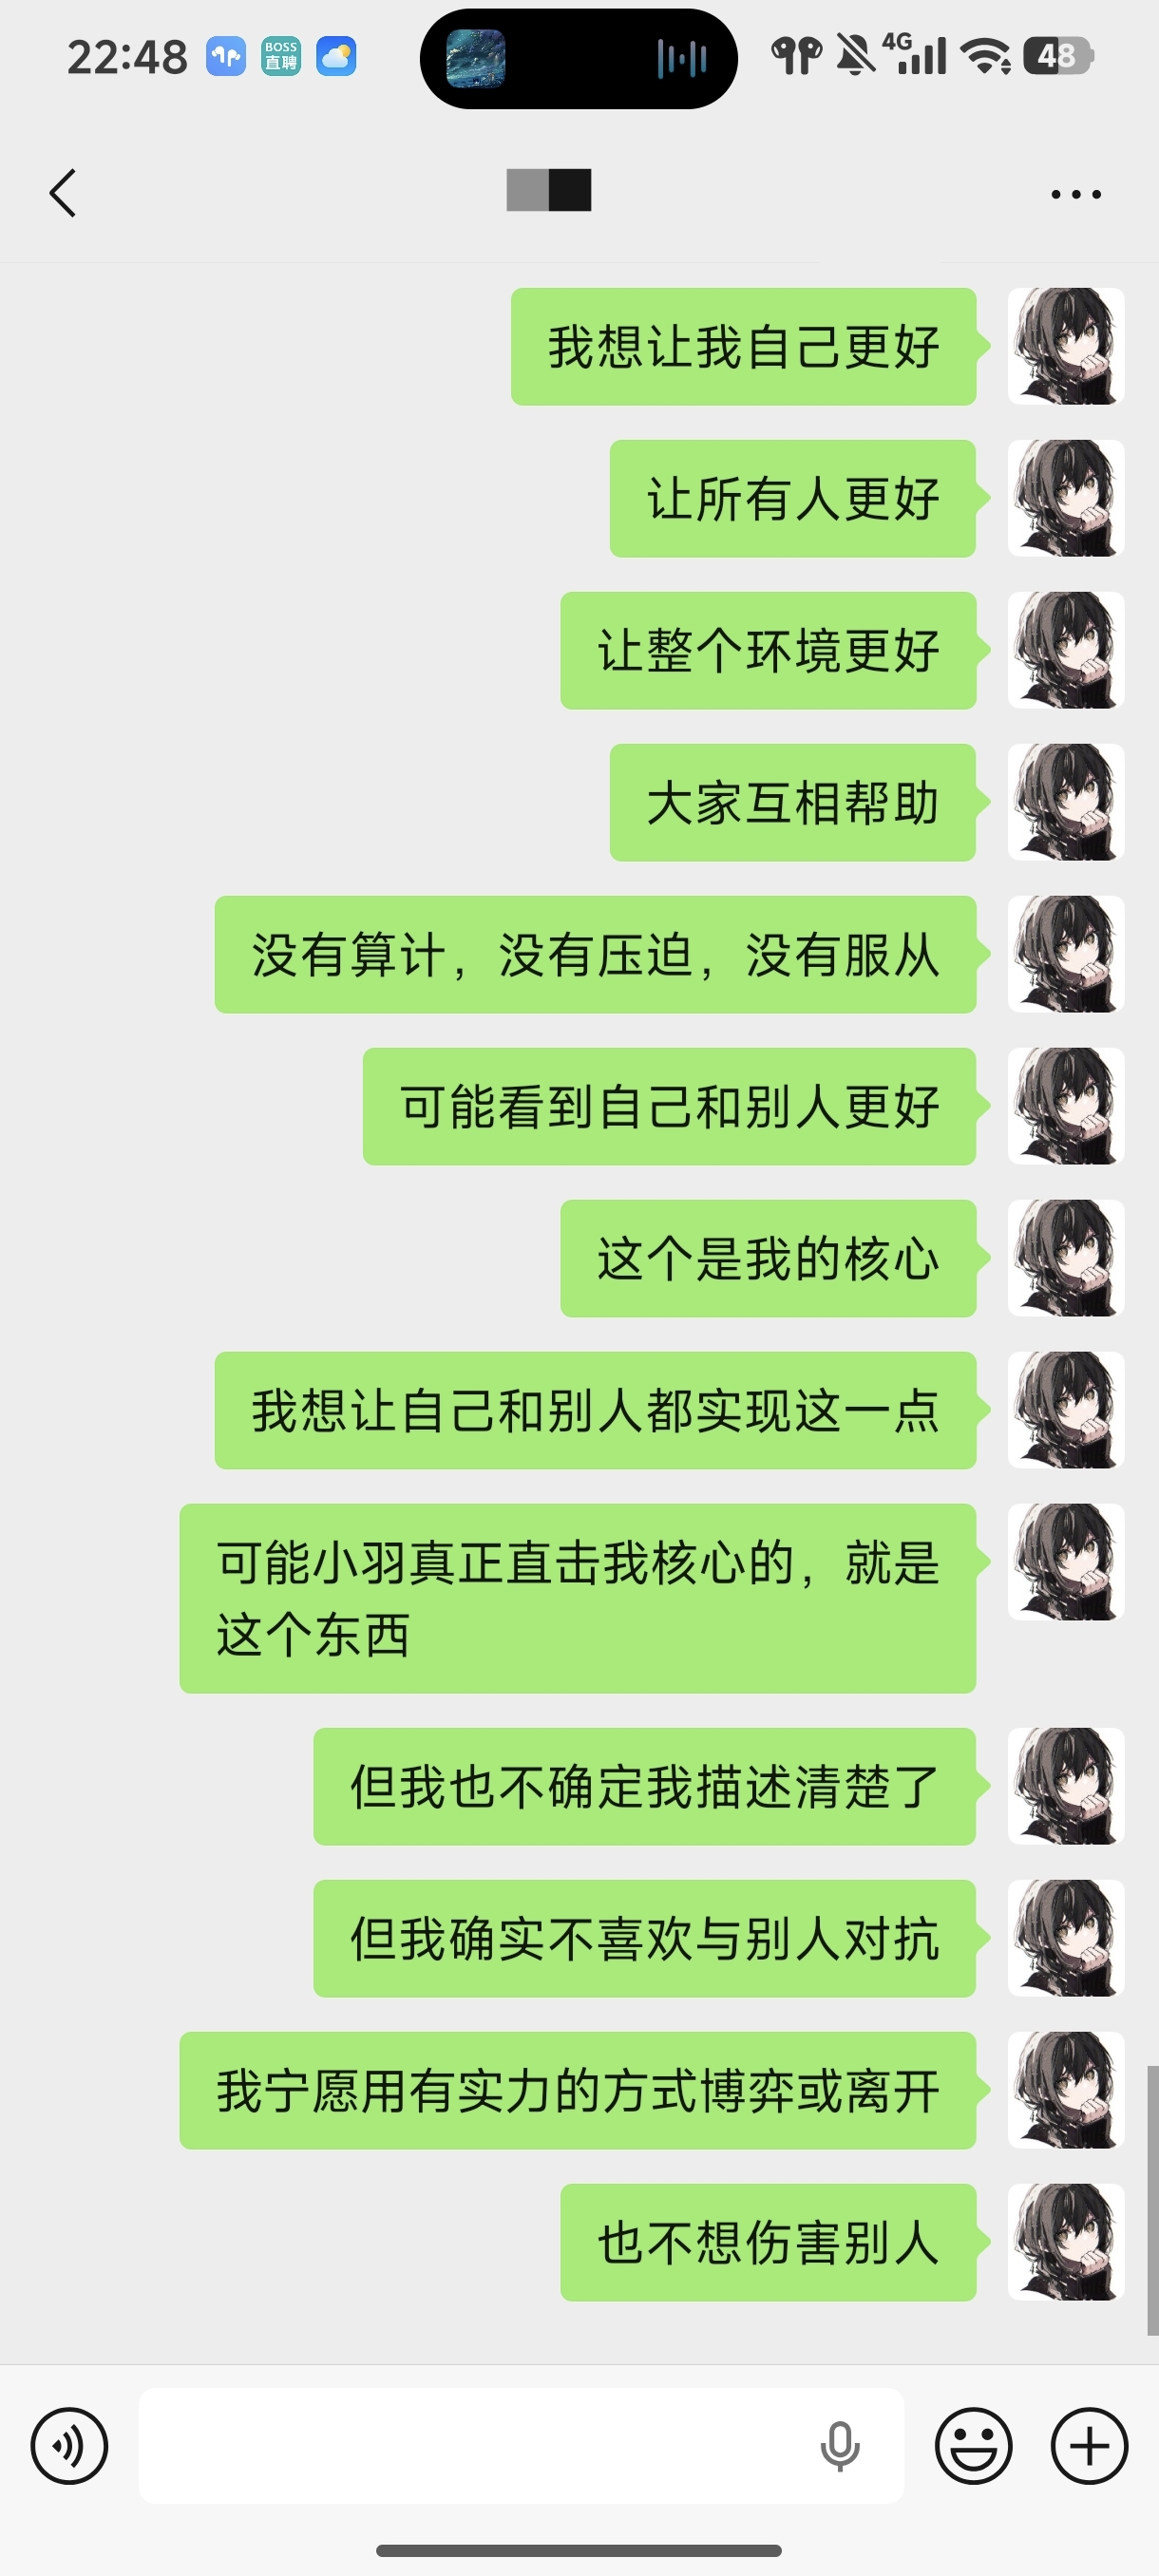 22:48
BOSS
直聘
4G
48
我想让我自己更好
让所有人更好
让整个环境更好
大家互相帮助
没有算计，没有压迫，没有服从
可能看到自己和别人更好
这个是我的核心
我想让自己和别人都实现这一点
可能小羽真正直击我核心的，就是
这个东西
但我也不确定我描述清楚了
但我确实不喜欢与别人对抗
我宁愿用有实力的方式博弈或离开
也不想伤害别人